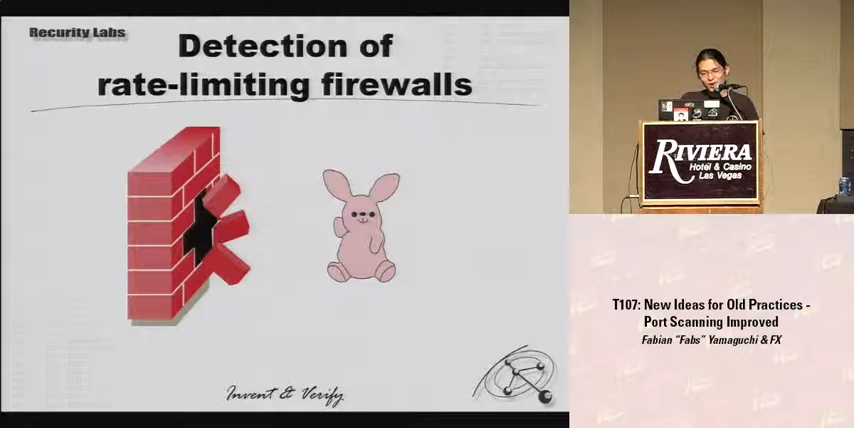 Recurity Labs
Detection of
rate-limiting firewalls
Invent & Verify
RIVIERA
Hotel & Casino
Las Vegas
T107: New Ideas for Old Practices -
Port Scanning Improved
Fabian "Fabs" Yamaguchi & FX